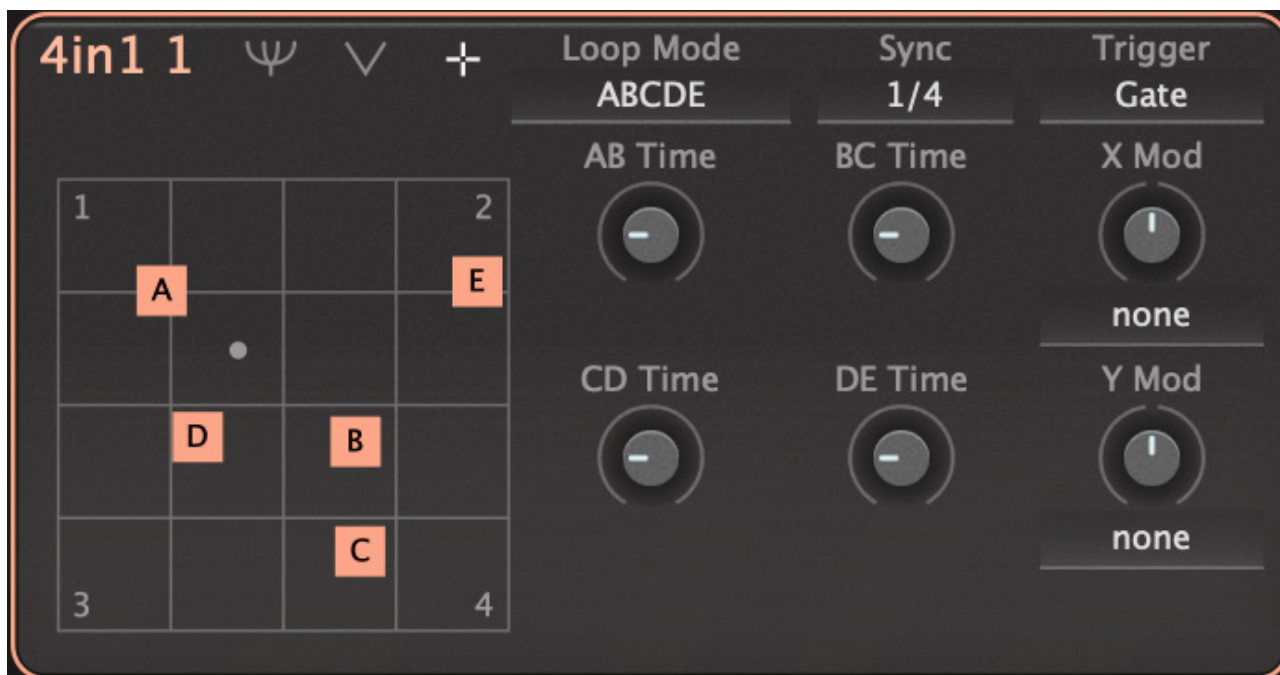 4in1 1
Loop Mode
Sync
Trigger
ABCDE
1/4
Gate
AB Time
BC Time
X Mod
1
2
A
E
none
CD Time
DE Time
Y Mod
D
B
C
none
3
4